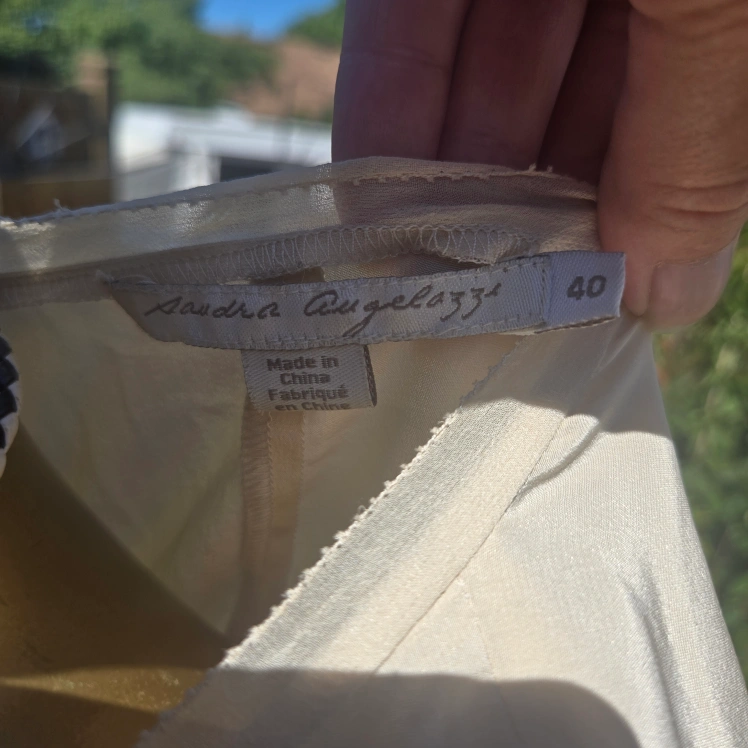 Sandra Angelozzi 40
Made in
China
Fabriqué
en Chine